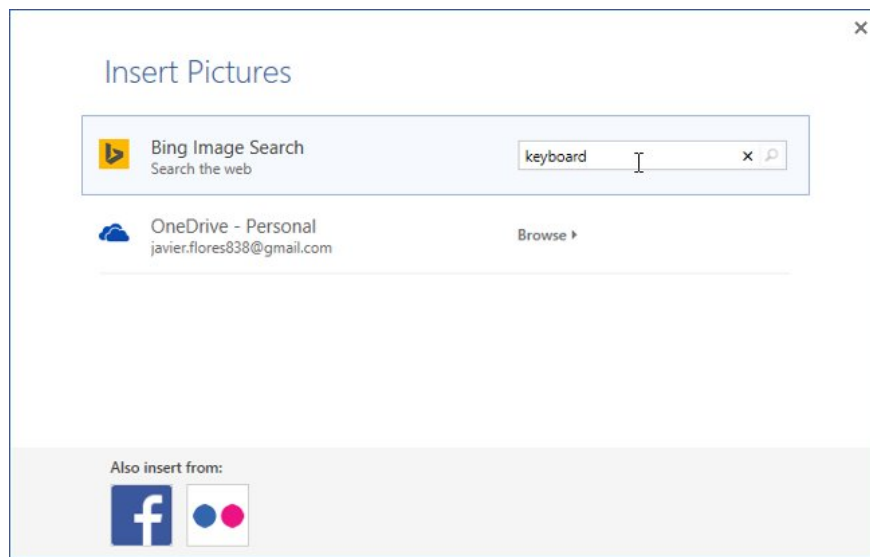 Insert Pictures
Bing Image Search
Search the web
keyboard
OneDrive - Personal
javier.flores838@gmail.com
Browse
Also insert from: